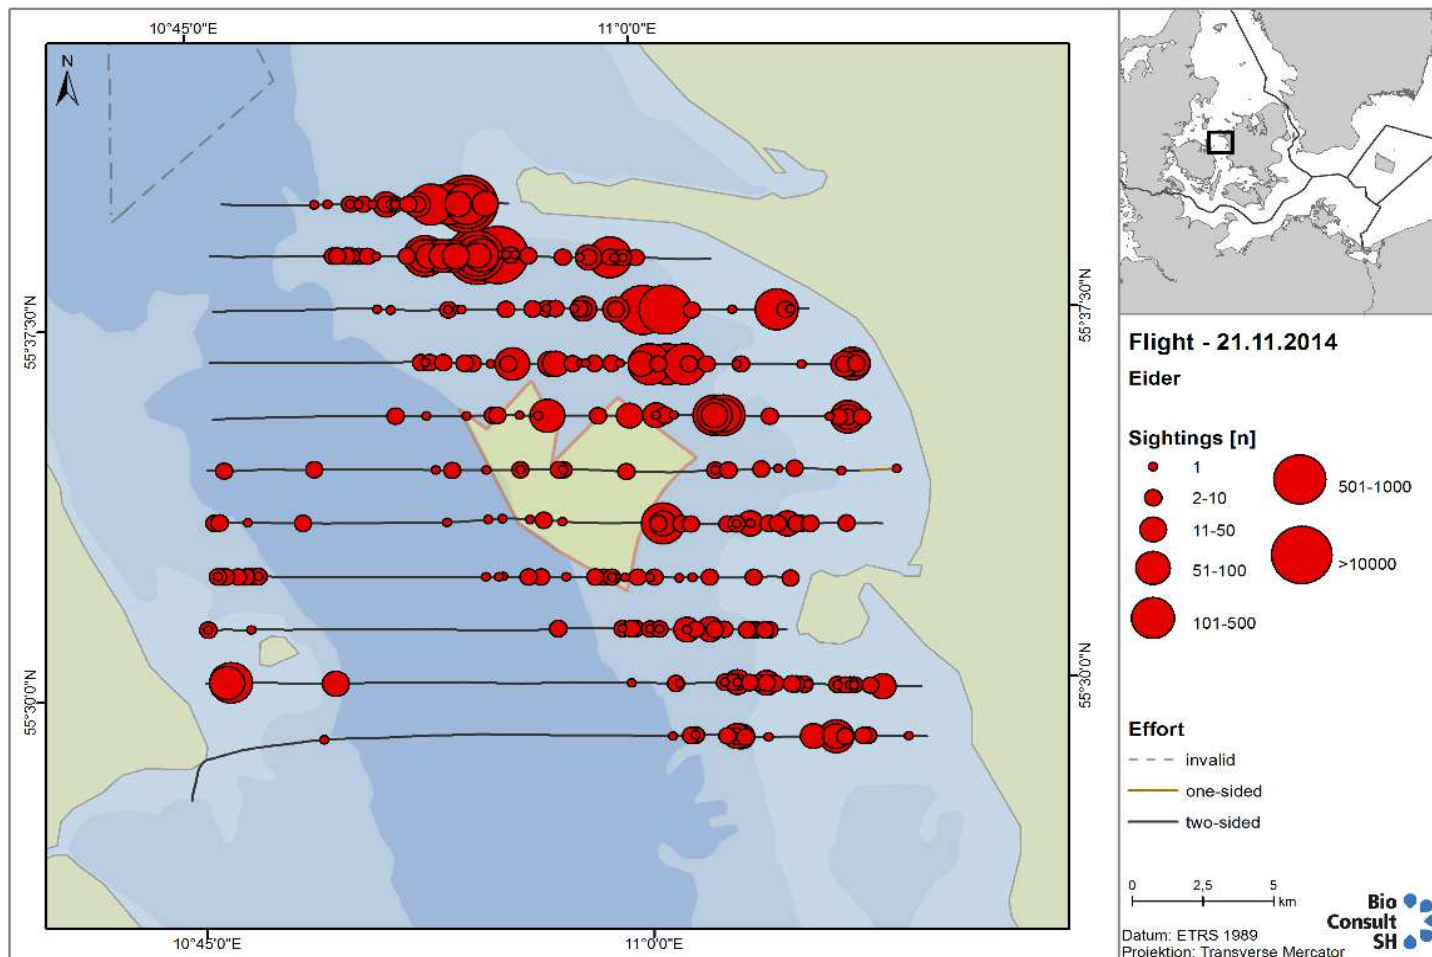 10°45'0"E
11°0'0"E
N
55°37'30"N
55°37'30"N
55°30'0"N
55°30'0"N
10°45'0"E
11°0'0"E
Flight - 21.11.2014
Eider
Sightings [n]
1
2-10
11-50
51-100
101-500
501-1000
>10000
Effort
invalid
one-sided
two-sided
0 2,5 5
km
Datum: ETRS 1989
Projektion: Transverse Mercator
Bio
Consult
SH